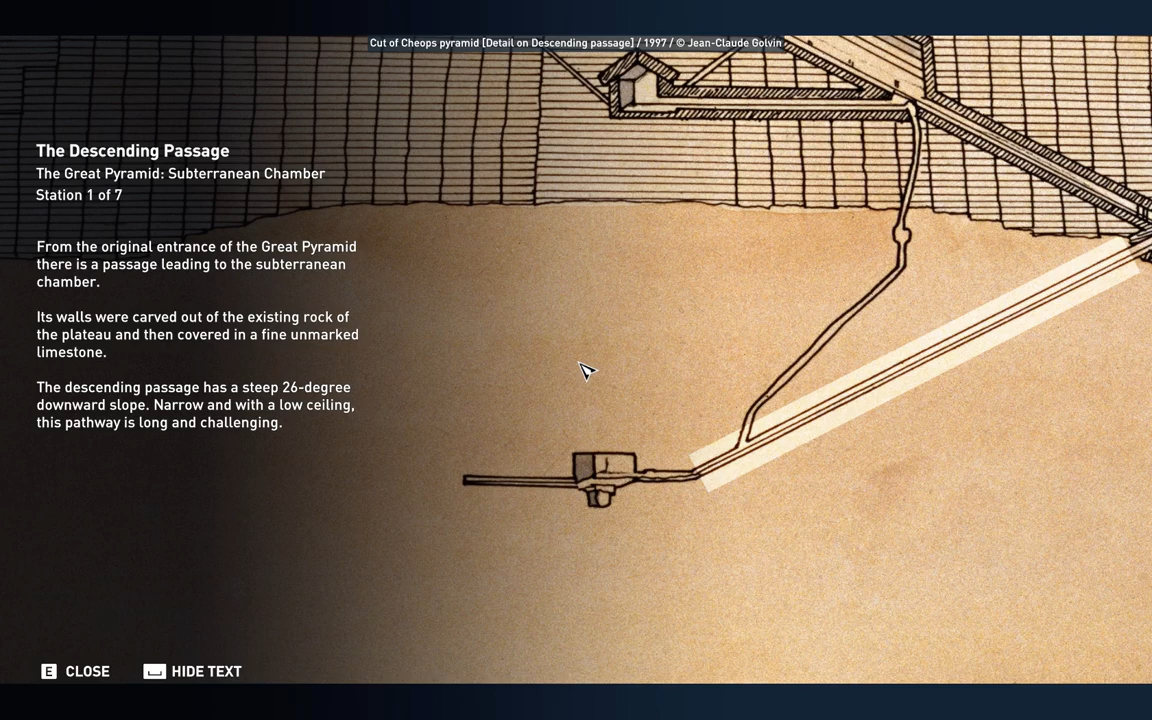 Cut of Cheops pyramid [Detail on Descending passage] / 1997 / © Jean-Claude Golvin
The Descending Passage
The Great Pyramid: Subterranean Chamber
Station 1 of 7
From the original entrance of the Great Pyramid
there is a passage leading to the subterranean
chamber.
Its walls were carved out of the existing rock of
the plateau and then covered in a fine unmarked
limestone.
The descending passage has a steep 26-degree
downward slope. Narrow and with a low ceiling,
this pathway is long and challenging.
E CLOSE HIDE TEXT